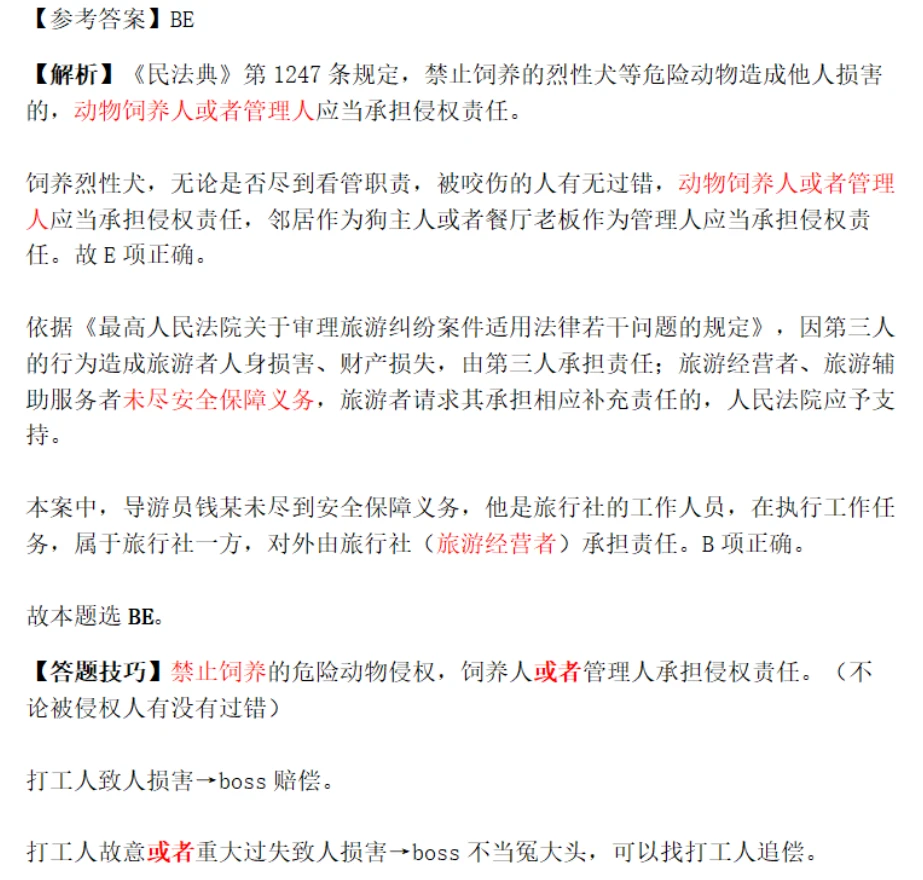 【参考答案】BE
【解析】《民法典》第1247条规定，禁止饲养的烈性犬等危险动物造成他人损害
的，动物饲养人或者管理人应当承担侵权责任。
饲养烈性犬，无论是否尽到看管职责，被咬伤的人有无过错，动物饲养人或者管理
人应当承担侵权责任，邻居作为狗主人或者餐厅老板作为管理人应当承担侵权责
任。故E项正确。
依据《最高人民法院关于审理旅游纠纷案件适用法律若干问题的规定》，因第三人
的行为造成旅游者人身损害、财产损失，由第三人承担责任；旅游经营者、旅游辅
助服务者未尽安全保障义务，旅游者请求其承担相应补充责任的，人民法院应予支
持。
本案中，导游员钱某未尽到安全保障义务，他是旅行社的工作人员，在执行工作任
务，属于旅行社一方，对外由旅行社（旅游经营者）承担责任。B项正确。
故本题选BE。
【答题技巧】禁止饲养的危险动物侵权，饲养人或者管理人承担侵权责任。（不
论被侵权人有没有过错）
打工人致人损害→boss赔偿。
打工人故意或者重大过失致人损害→boss不当冤大头，可以找打工人追偿。